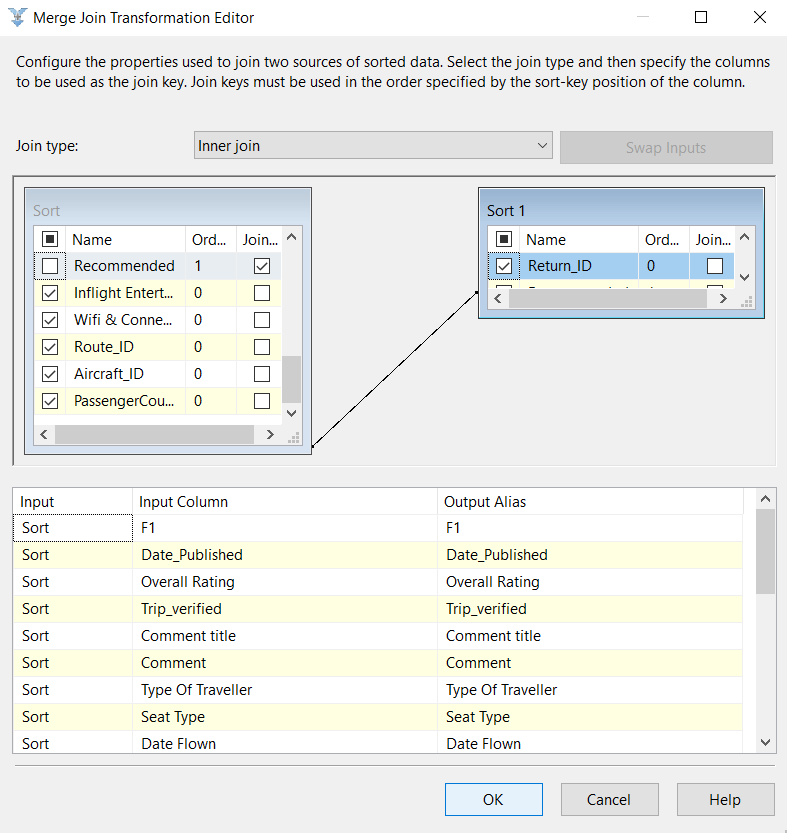 Merge Join Transformation Editor
Configure the properties used to join two sources of sorted data. Select the join type and then specify the columns
to be used as the join key. Join keys must be used in the order specified by the sort-key position of the column.
Join type: Inner join Swap Inputs
Sort
Name Ord... Join...
Recommended 1
Inflight Entert... 0
Wifi & Conne... 0
Route_ID 0
Aircraft_ID 0
PassengerCou... 0
Sort 1
Name Ord... Join...
Return_ID 0
Input Input Column Output Alias
Sort F1 F1
Sort Date_Published Date_Published
Sort Overall Rating Overall Rating
Sort Trip_verified Trip_verified
Sort Comment title Comment title
Sort Comment Comment
Sort Type Of Traveller Type Of Traveller
Sort Seat Type Seat Type
Sort Date Flown Date Flown
OK Cancel Help